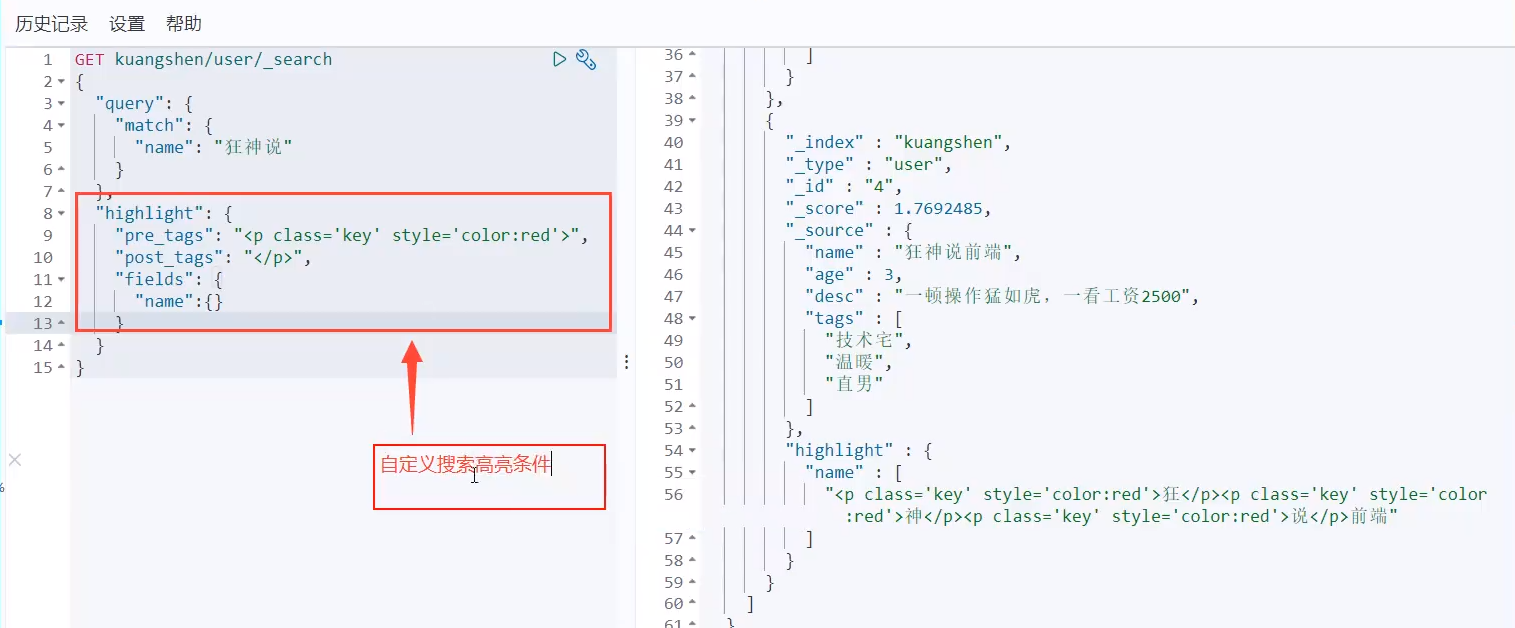 历史记录 设置 帮助
1 GET kuangshen/user/_search
2 {
3 "query": {
4 "match": {
5 "name": "狂神说"
6 }
7 },
8 "highlight": {
9 "pre_tags": "<p class='key' style='color:red'>",
10 "post_tags": "</p>",
11 "fields": {
12 "name":{}
13 }
14 }
15 }
自定义搜索高亮条件
36 ]
37 }
38 },
39 {
40 "_index" : "kuangshen",
41 "_type" : "user",
42 "_id" : "4",
43 "_score" : 1.7692485,
44 "_source" : {
45 "name" : "狂神说前端",
46 "age" : 3,
47 "desc" : "一顿操作猛如虎，一看工资2500",
48 "tags" : [
49 "技术宅",
50 "温暖",
51 "直男"
52 ]
53 },
54 "highlight" : {
55 "name" : [
56 "<p class='key' style='color:red'>狂</p><p class='key' style='color
:red'>神</p><p class='key' style='color:red'>说</p>前端"
57 ]
58 }
59 }
60 ]
61 }